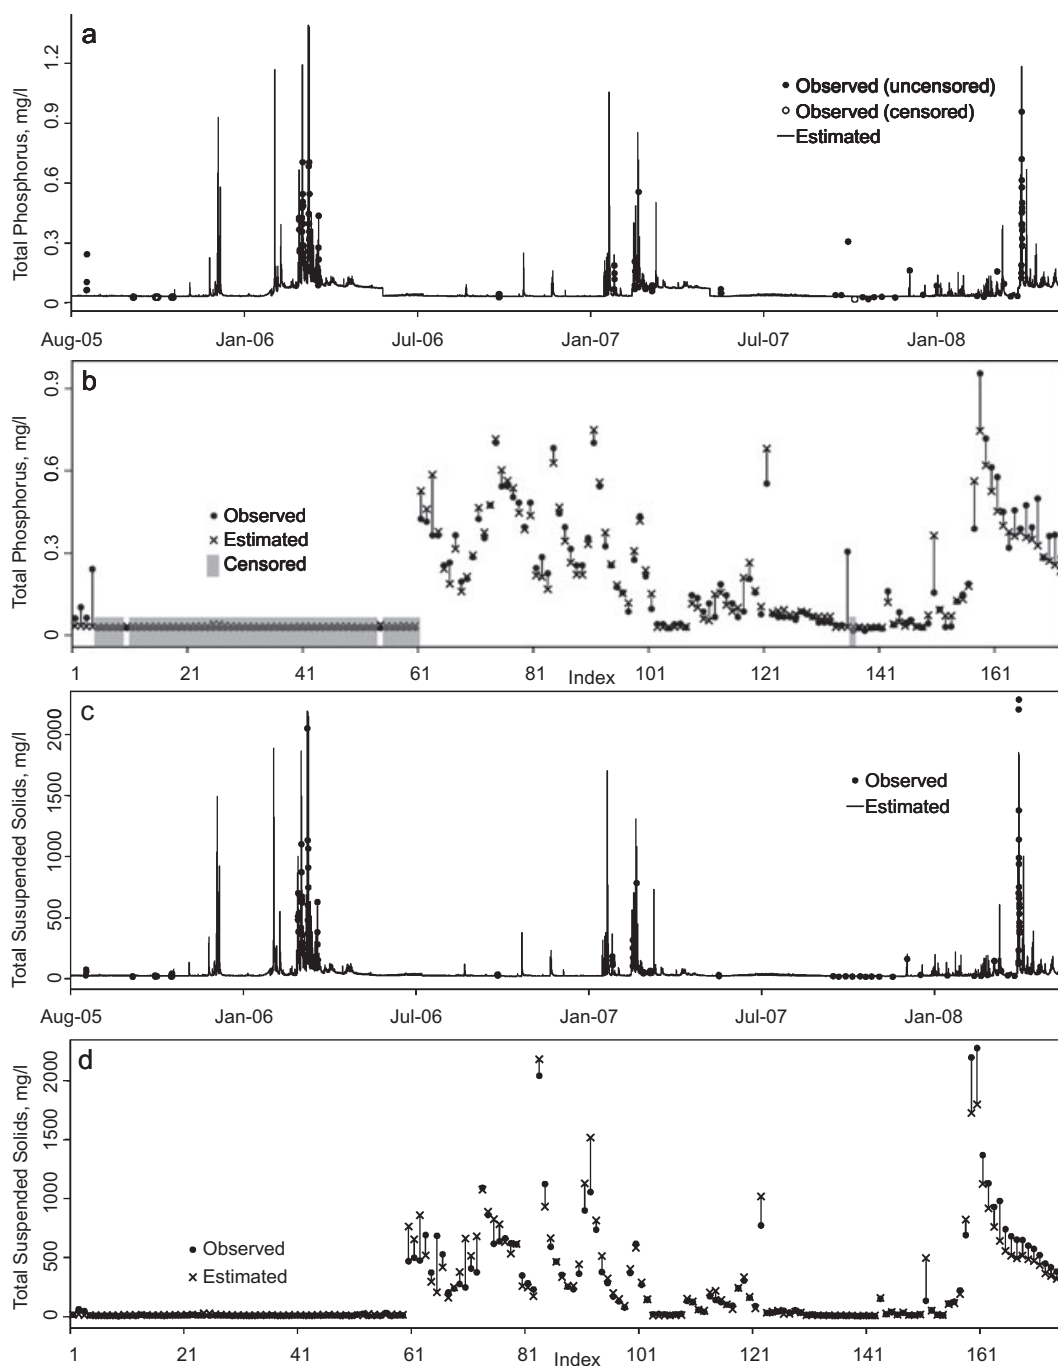 a
Total Phosphorus, mg/l
1.2
0.9
0.6
0.3
0
Observed (uncensored)
Observed (censored)
Estimated
Aug-05 Jan-06 Jul-06 Jan-07 Jul-07 Jan-08
b
Total Phosphorus, mg/l
0.9
0.6
0.3
0
Observed
Estimated
Censored
1 21 41 61 81 101 121 141 161
Index
c
Total Susupended Solids, mg/l
2000
1500
1000
500
0
Observed
Estimated
Aug-05 Jan-06 Jul-06 Jan-07 Jul-07 Jan-08
d
Total Suspended Solids, mg/l
2000
1500
1000
500
0
Observed
Estimated
1 21 41 61 81 101 121 141 161
Index